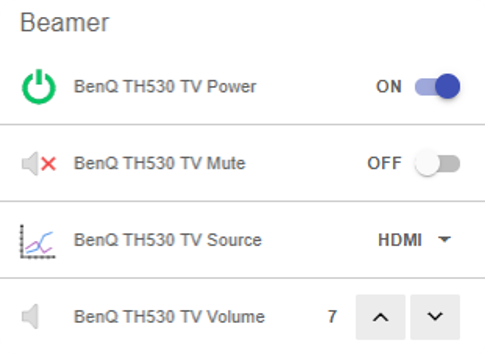 Beamer
BenQ TH530 TV Power ON
BenQ TH530 TV Mute OFF
BenQ TH530 TV Source HDMI
BenQ TH530 TV Volume 7